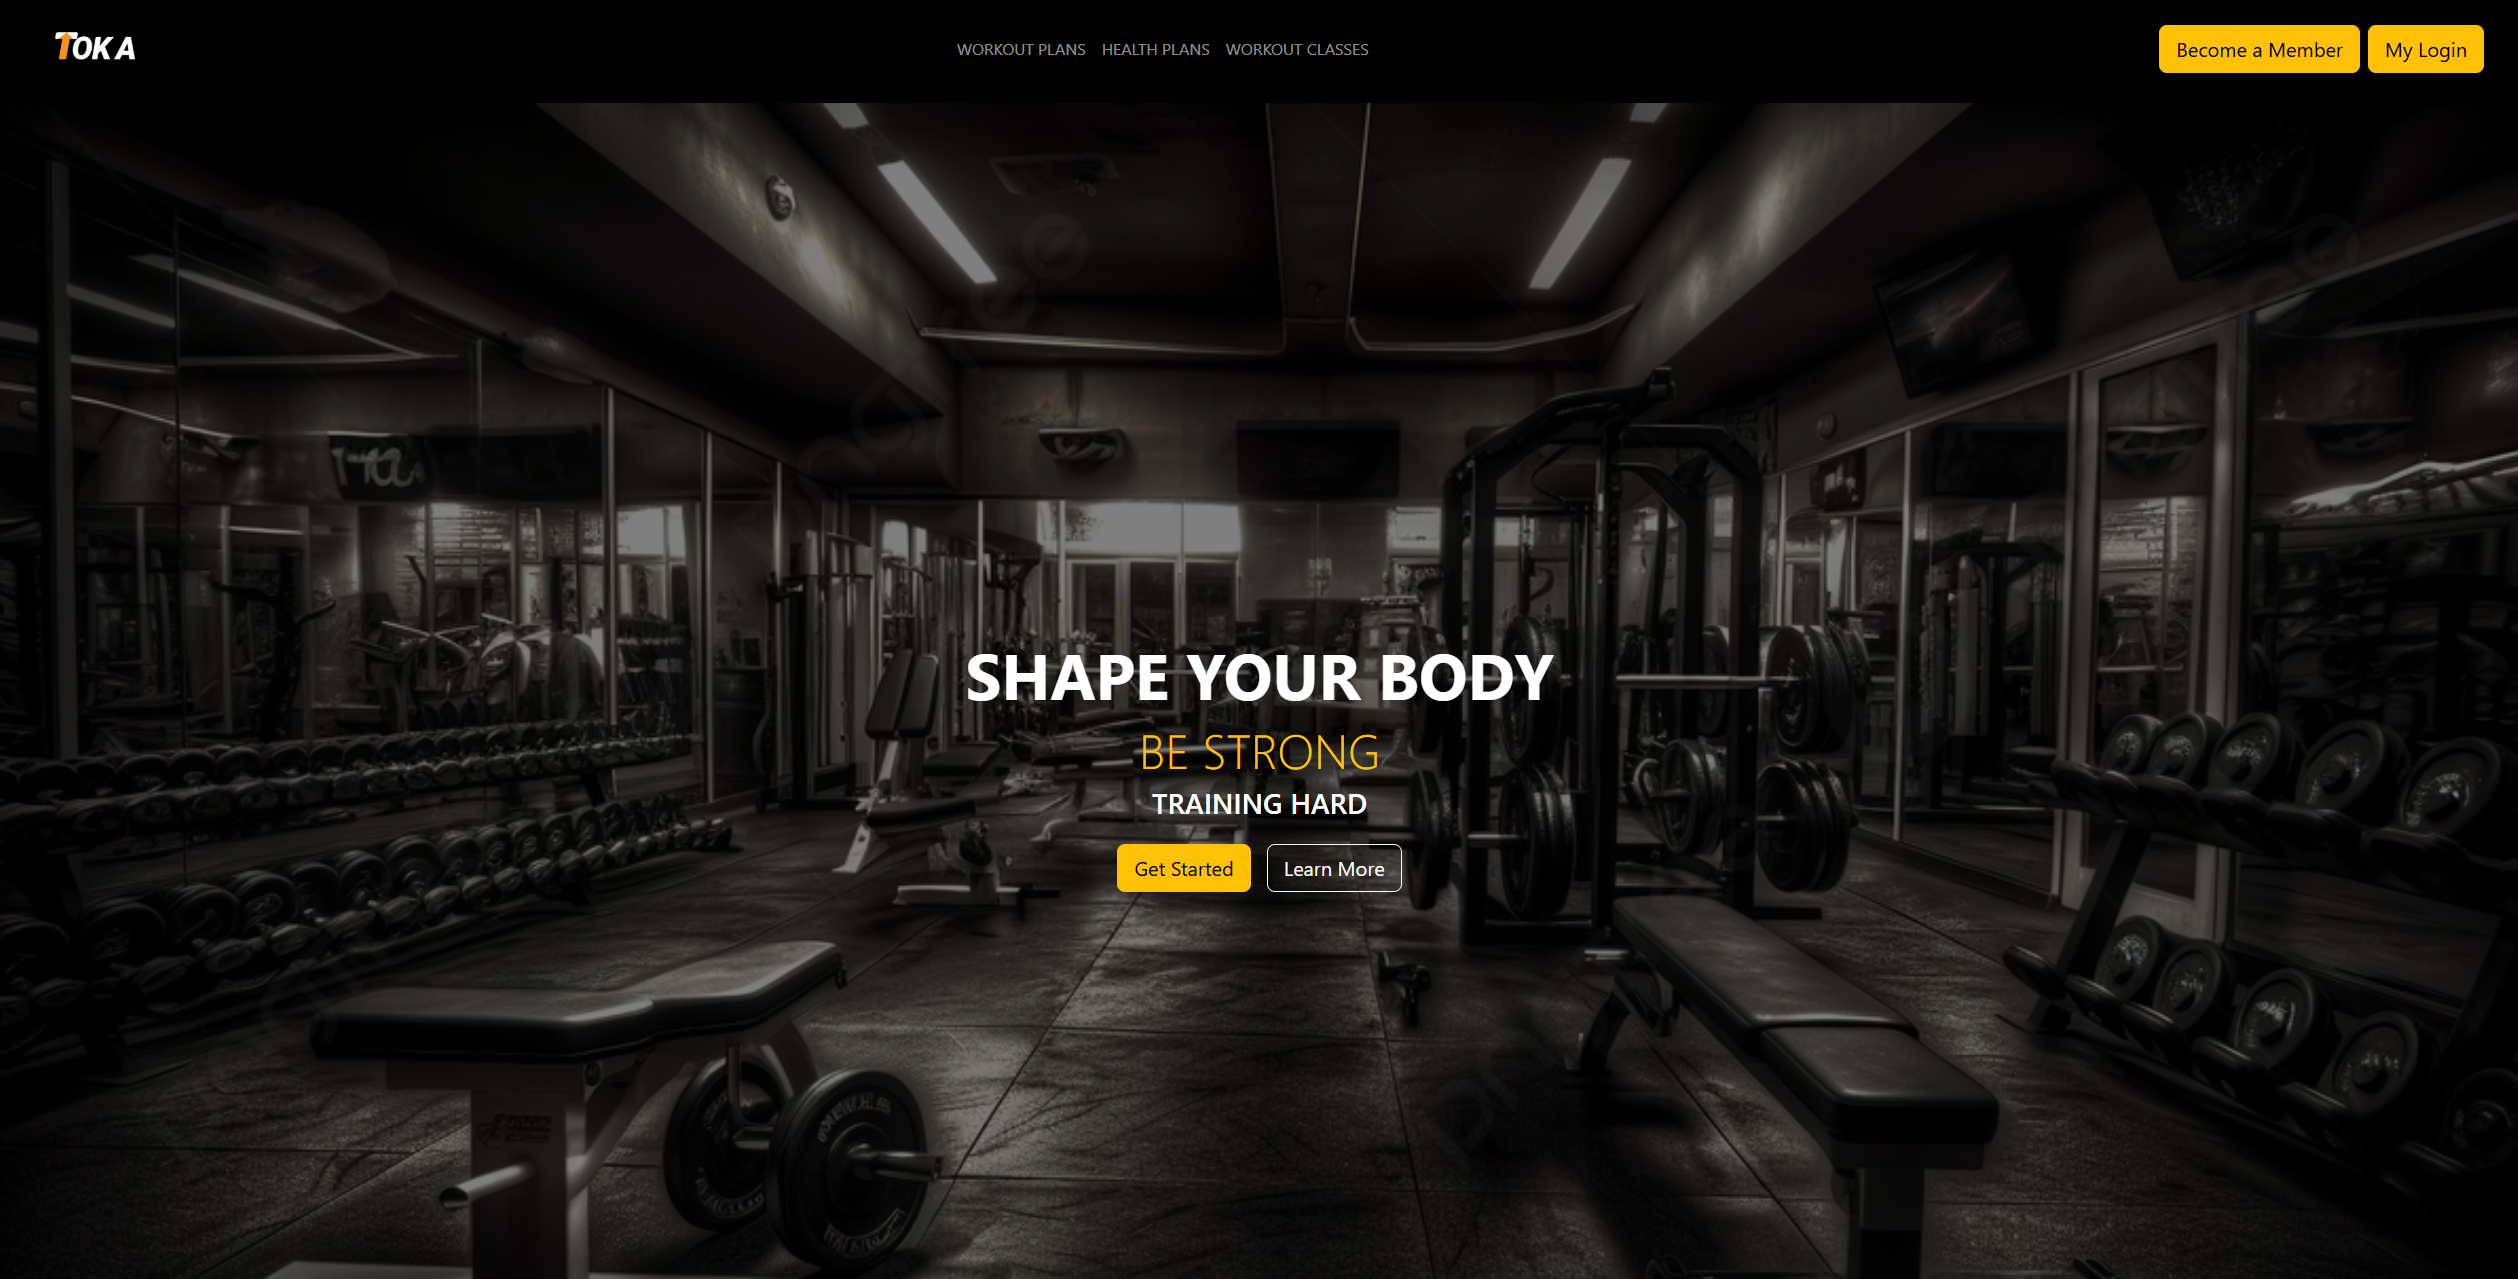 TOKA
WORKOUT PLANS HEALTH PLANS WORKOUT CLASSES
Become a Member My Login
SHAPE YOUR BODY
BE STRONG
TRAINING HARD
Get Started Learn More